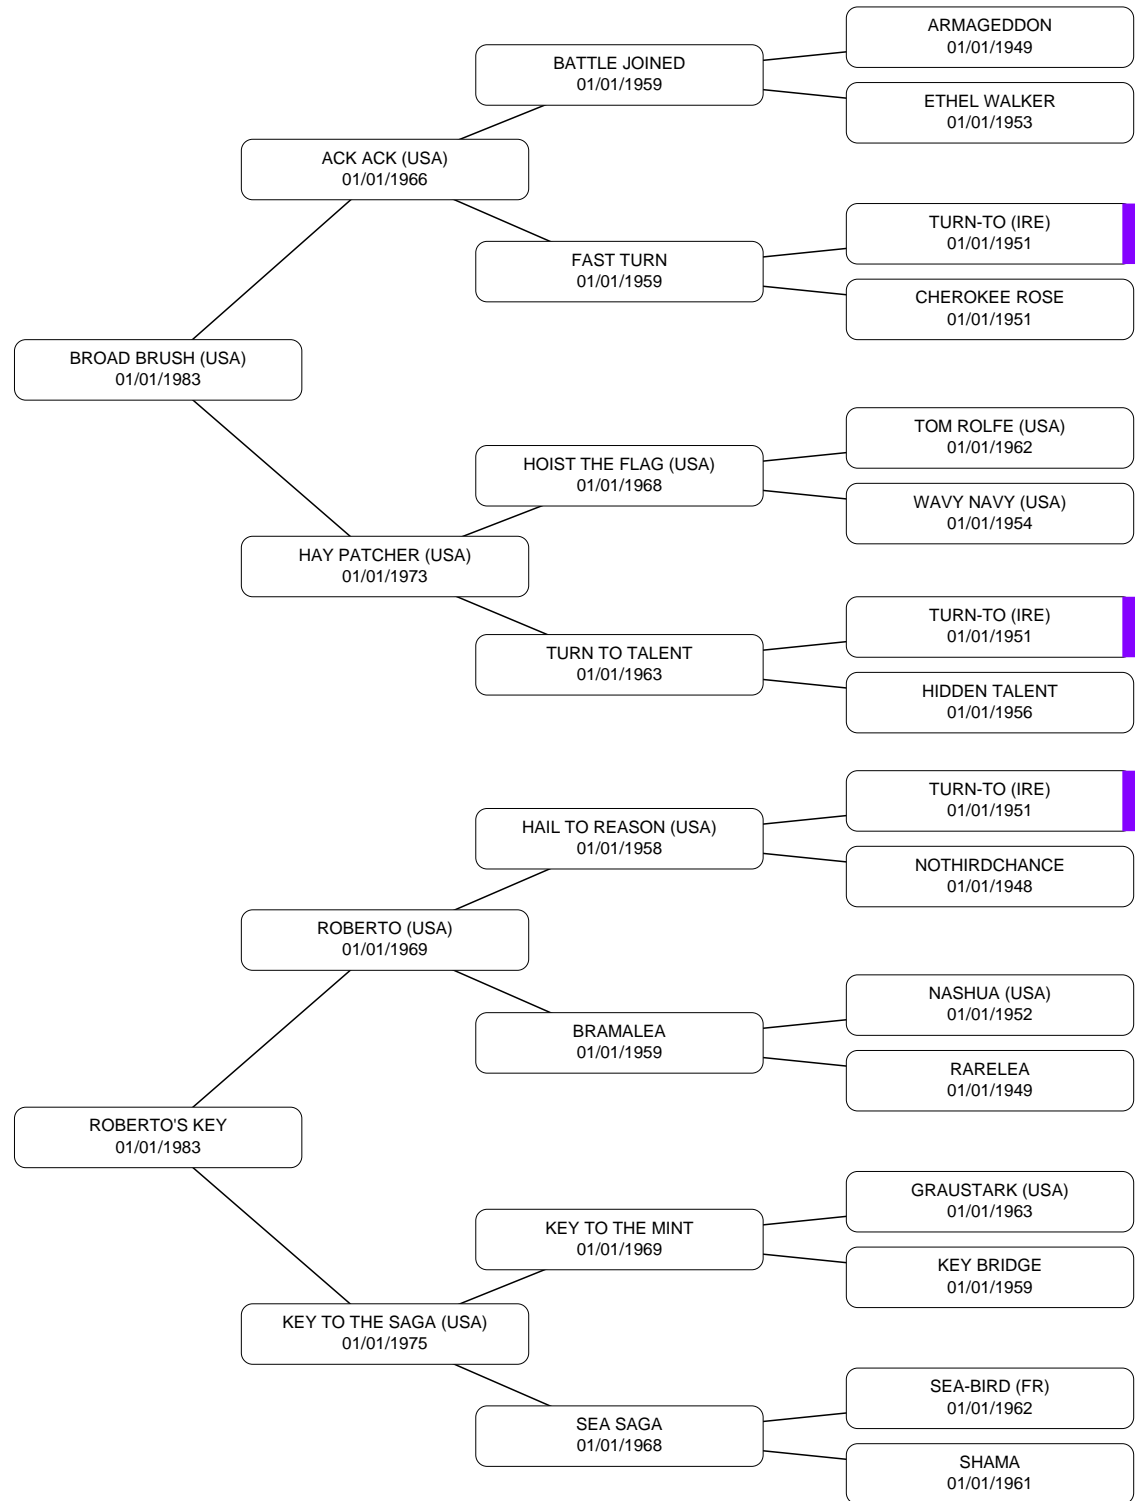 ARMAGEDDON
01/01/1949
BATTLE JOINED
01/01/1959
ETHEL WALKER
01/01/1953
ACK ACK (USA)
01/01/1966
TURN-TO (IRE)
01/01/1951
FAST TURN
01/01/1959
CHEROKEE ROSE
01/01/1951
BROAD BRUSH (USA)
01/01/1983
TOM ROLFE (USA)
01/01/1962
HOIST THE FLAG (USA)
01/01/1968
WAVY NAVY (USA)
01/01/1954
HAY PATCHER (USA)
01/01/1973
TURN-TO (IRE)
01/01/1951
TURN TO TALENT
01/01/1963
HIDDEN TALENT
01/01/1956
TURN-TO (IRE)
01/01/1951
HAIL TO REASON (USA)
01/01/1958
NOTHIRDCHANCE
01/01/1948
ROBERTO (USA)
01/01/1969
NASHUA (USA)
01/01/1952
BRAMALEA
01/01/1959
RARELEA
01/01/1949
ROBERTO'S KEY
01/01/1983
GRAUSTARK (USA)
01/01/1963
KEY TO THE MINT
01/01/1969
KEY BRIDGE
01/01/1959
KEY TO THE SAGA (USA)
01/01/1975
SEA-BIRD (FR)
01/01/1962
SEA SAGA
01/01/1968
SHAMA
01/01/1961